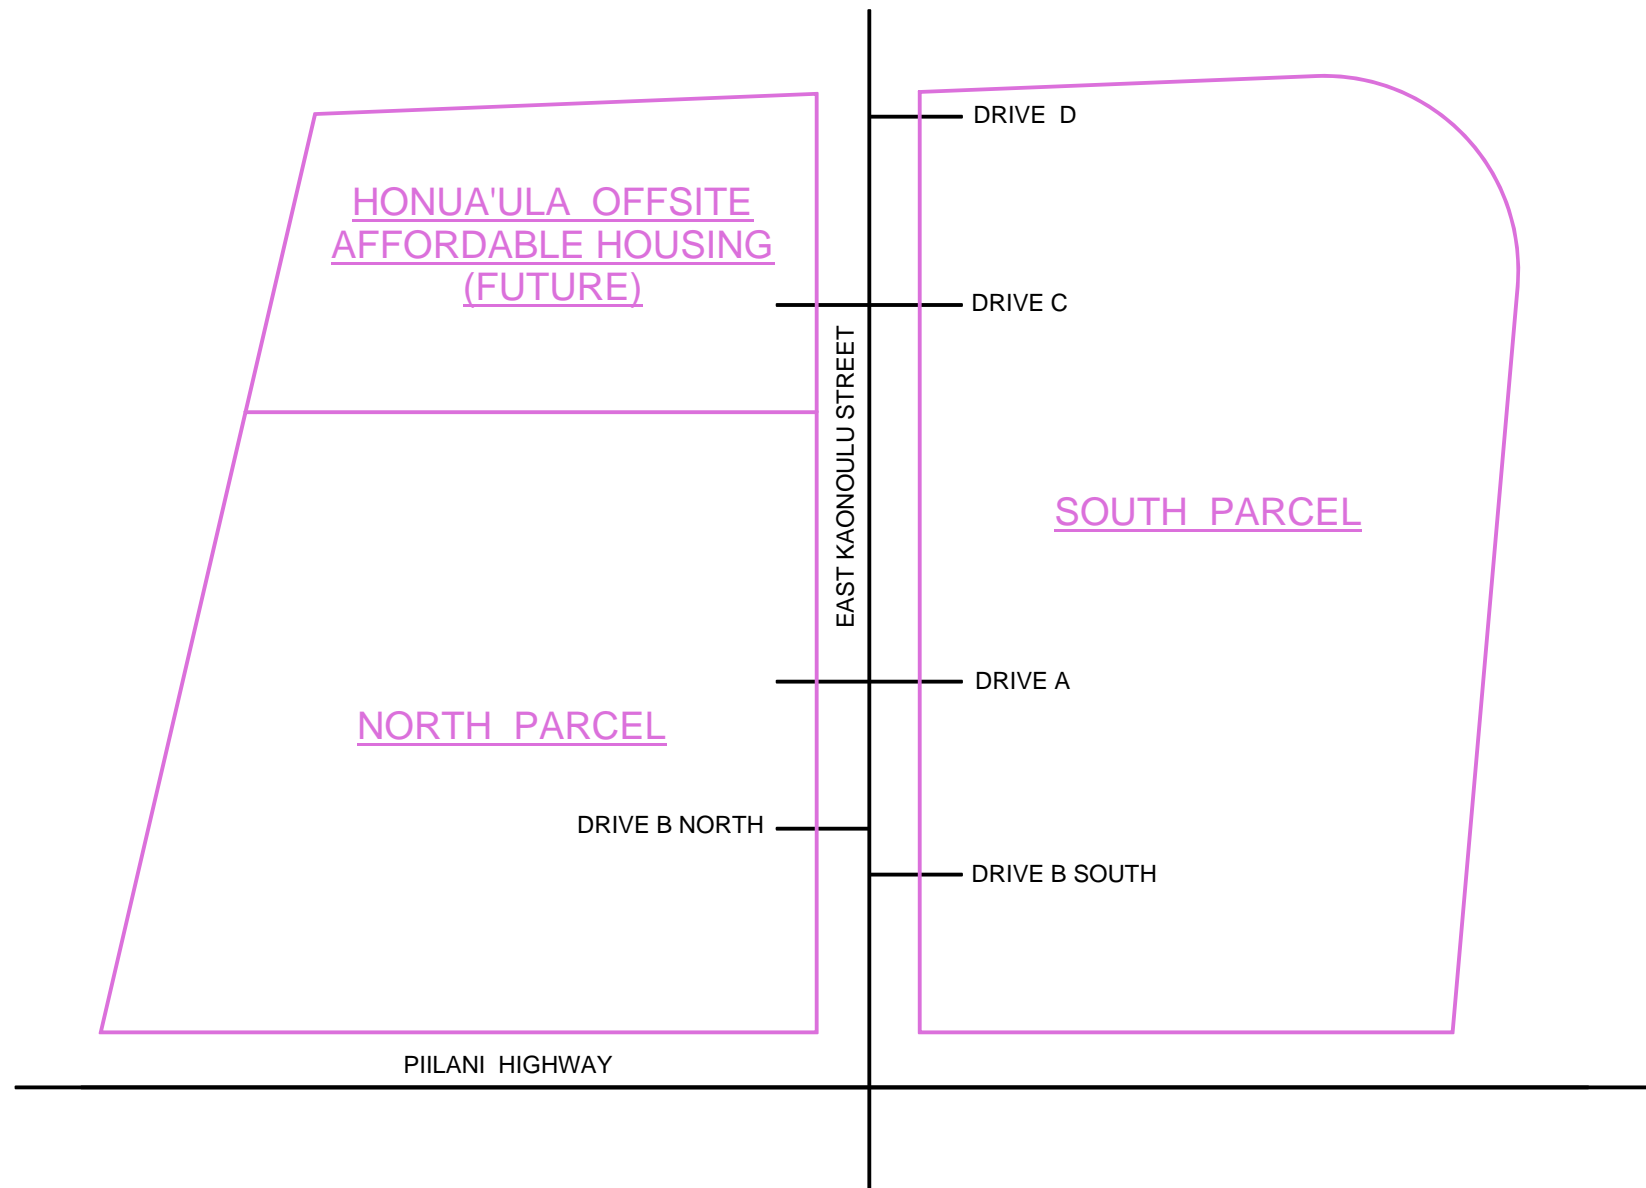 DRIVE D
HONUA'ULA OFFSITE
AFFORDABLE HOUSING
(FUTURE)
DRIVE C
EAST KAONOULU STREET
SOUTH PARCEL
DRIVE A
NORTH PARCEL
DRIVE B NORTH
DRIVE B SOUTH
PIILANI HIGHWAY